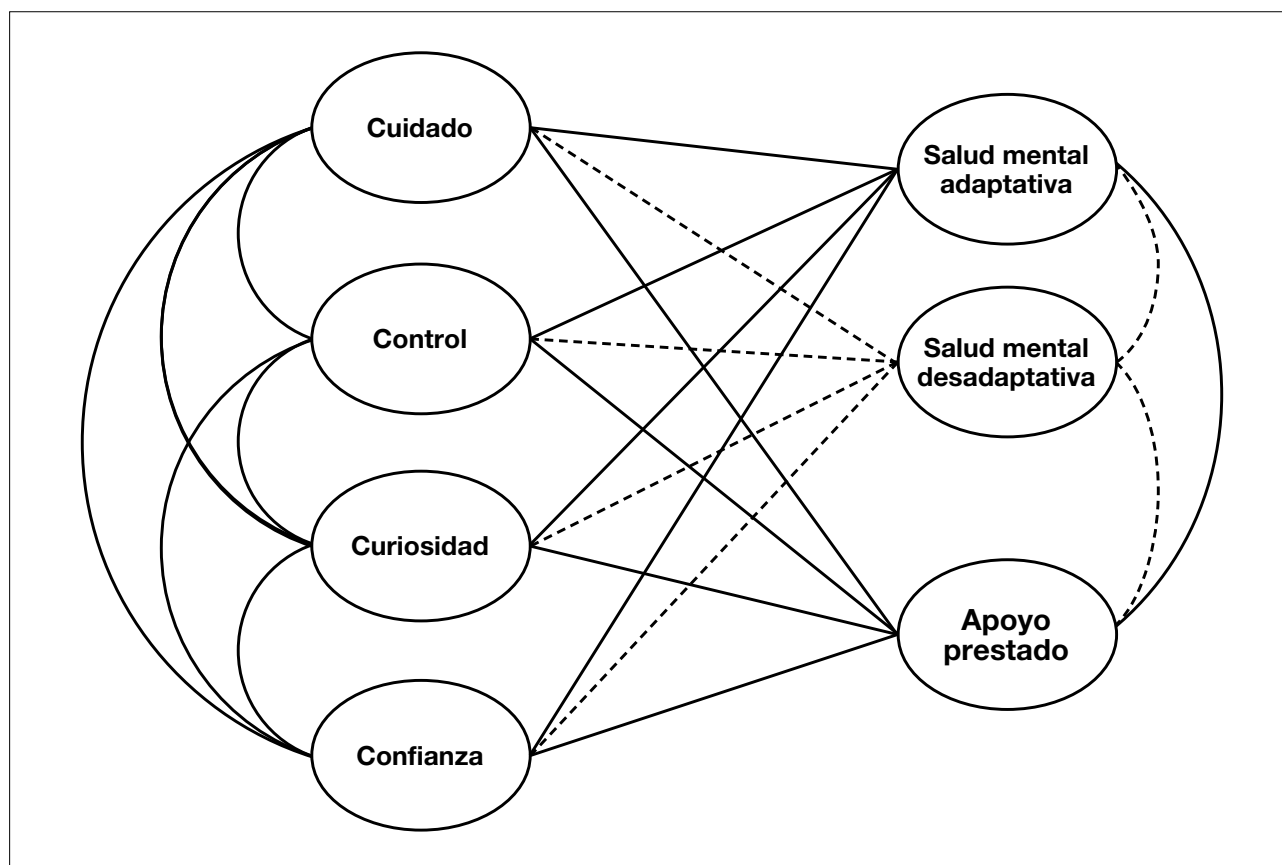 Cuidado
Control
Curiosidad
Confianza
Salud mental
adaptativa
Salud mental
desadaptativa
Apoyo
prestado